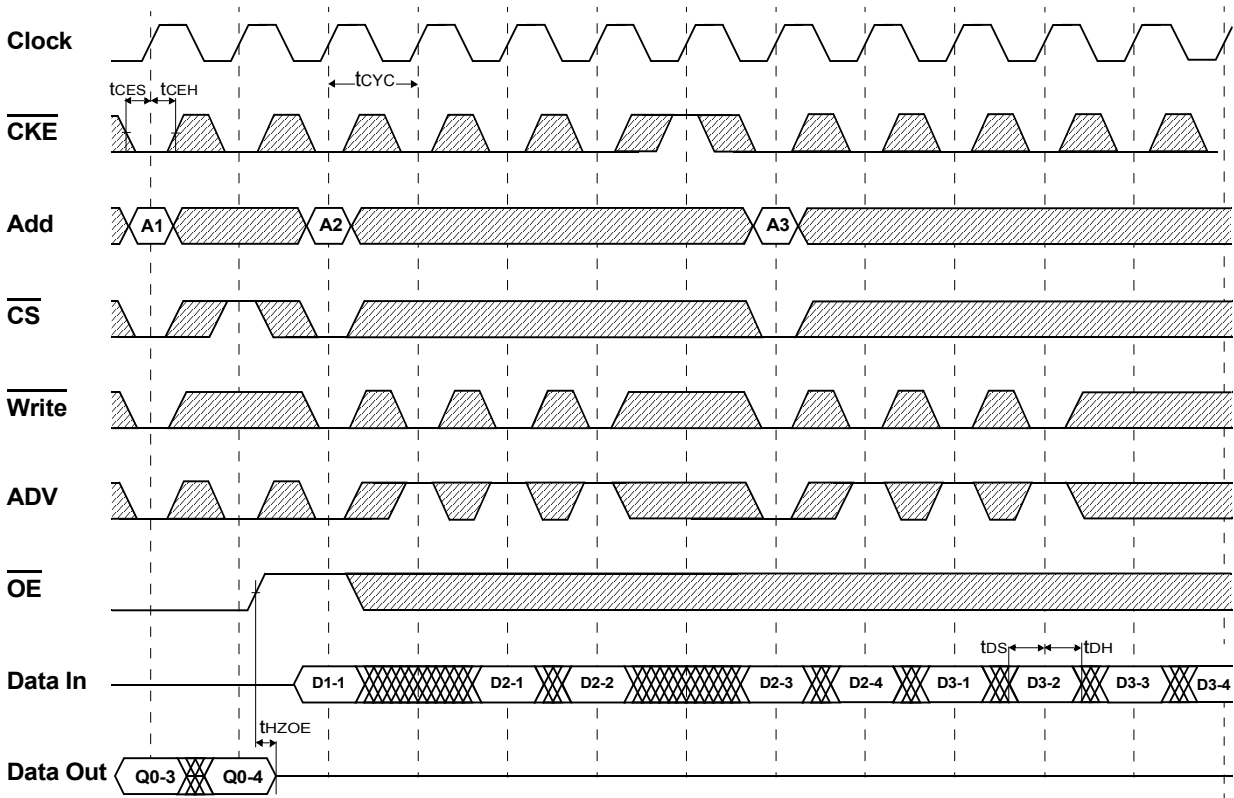 Clock
tCYC
tCES tCEH
CKE
Add
A1
A2
A3
CS
Write
ADV
OE
tDS tDH
Data In
D1-1
D2-1
D2-2
D2-3
D2-4
D3-1
D3-2
D3-3
D3-4
tHZOE
Data Out
Q0-3
Q0-4